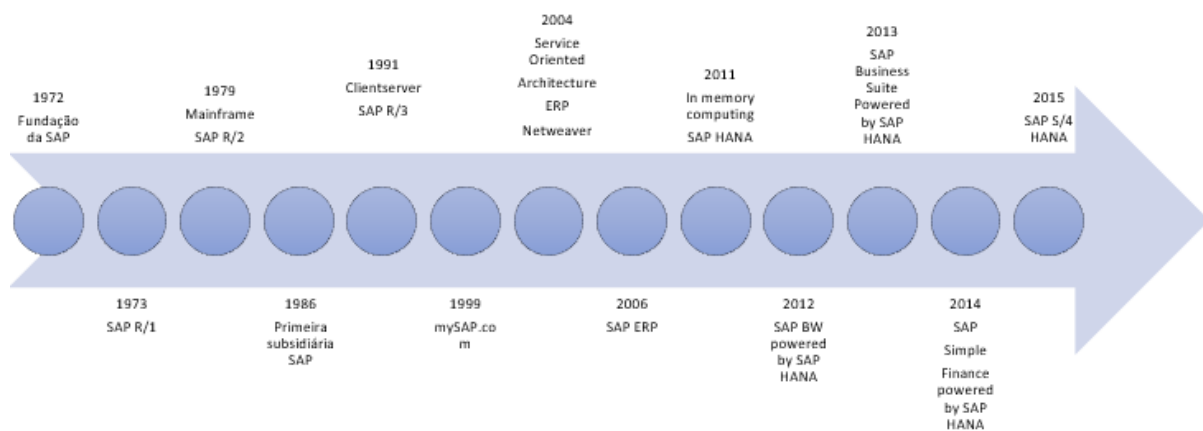 1972
Fundação
da SAP
1973
SAP R/1
1979
Mainframe
SAP R/2
1986
Primeira
subsidiária
SAP
1991
Clientserver
SAP R/3
1999
mySAP.co
m
2004
Service
Oriented
Architecture
ERP
Netweaver
2006
SAP ERP
2011
In memory
computing
SAP HANA
2012
SAP BW
powered
by SAP
HANA
2013
SAP
Business
Suite
Powered
by SAP
HANA
2014
SAP
Simple
Finance
powered
by SAP
HANA
2015
SAP S/4
HANA